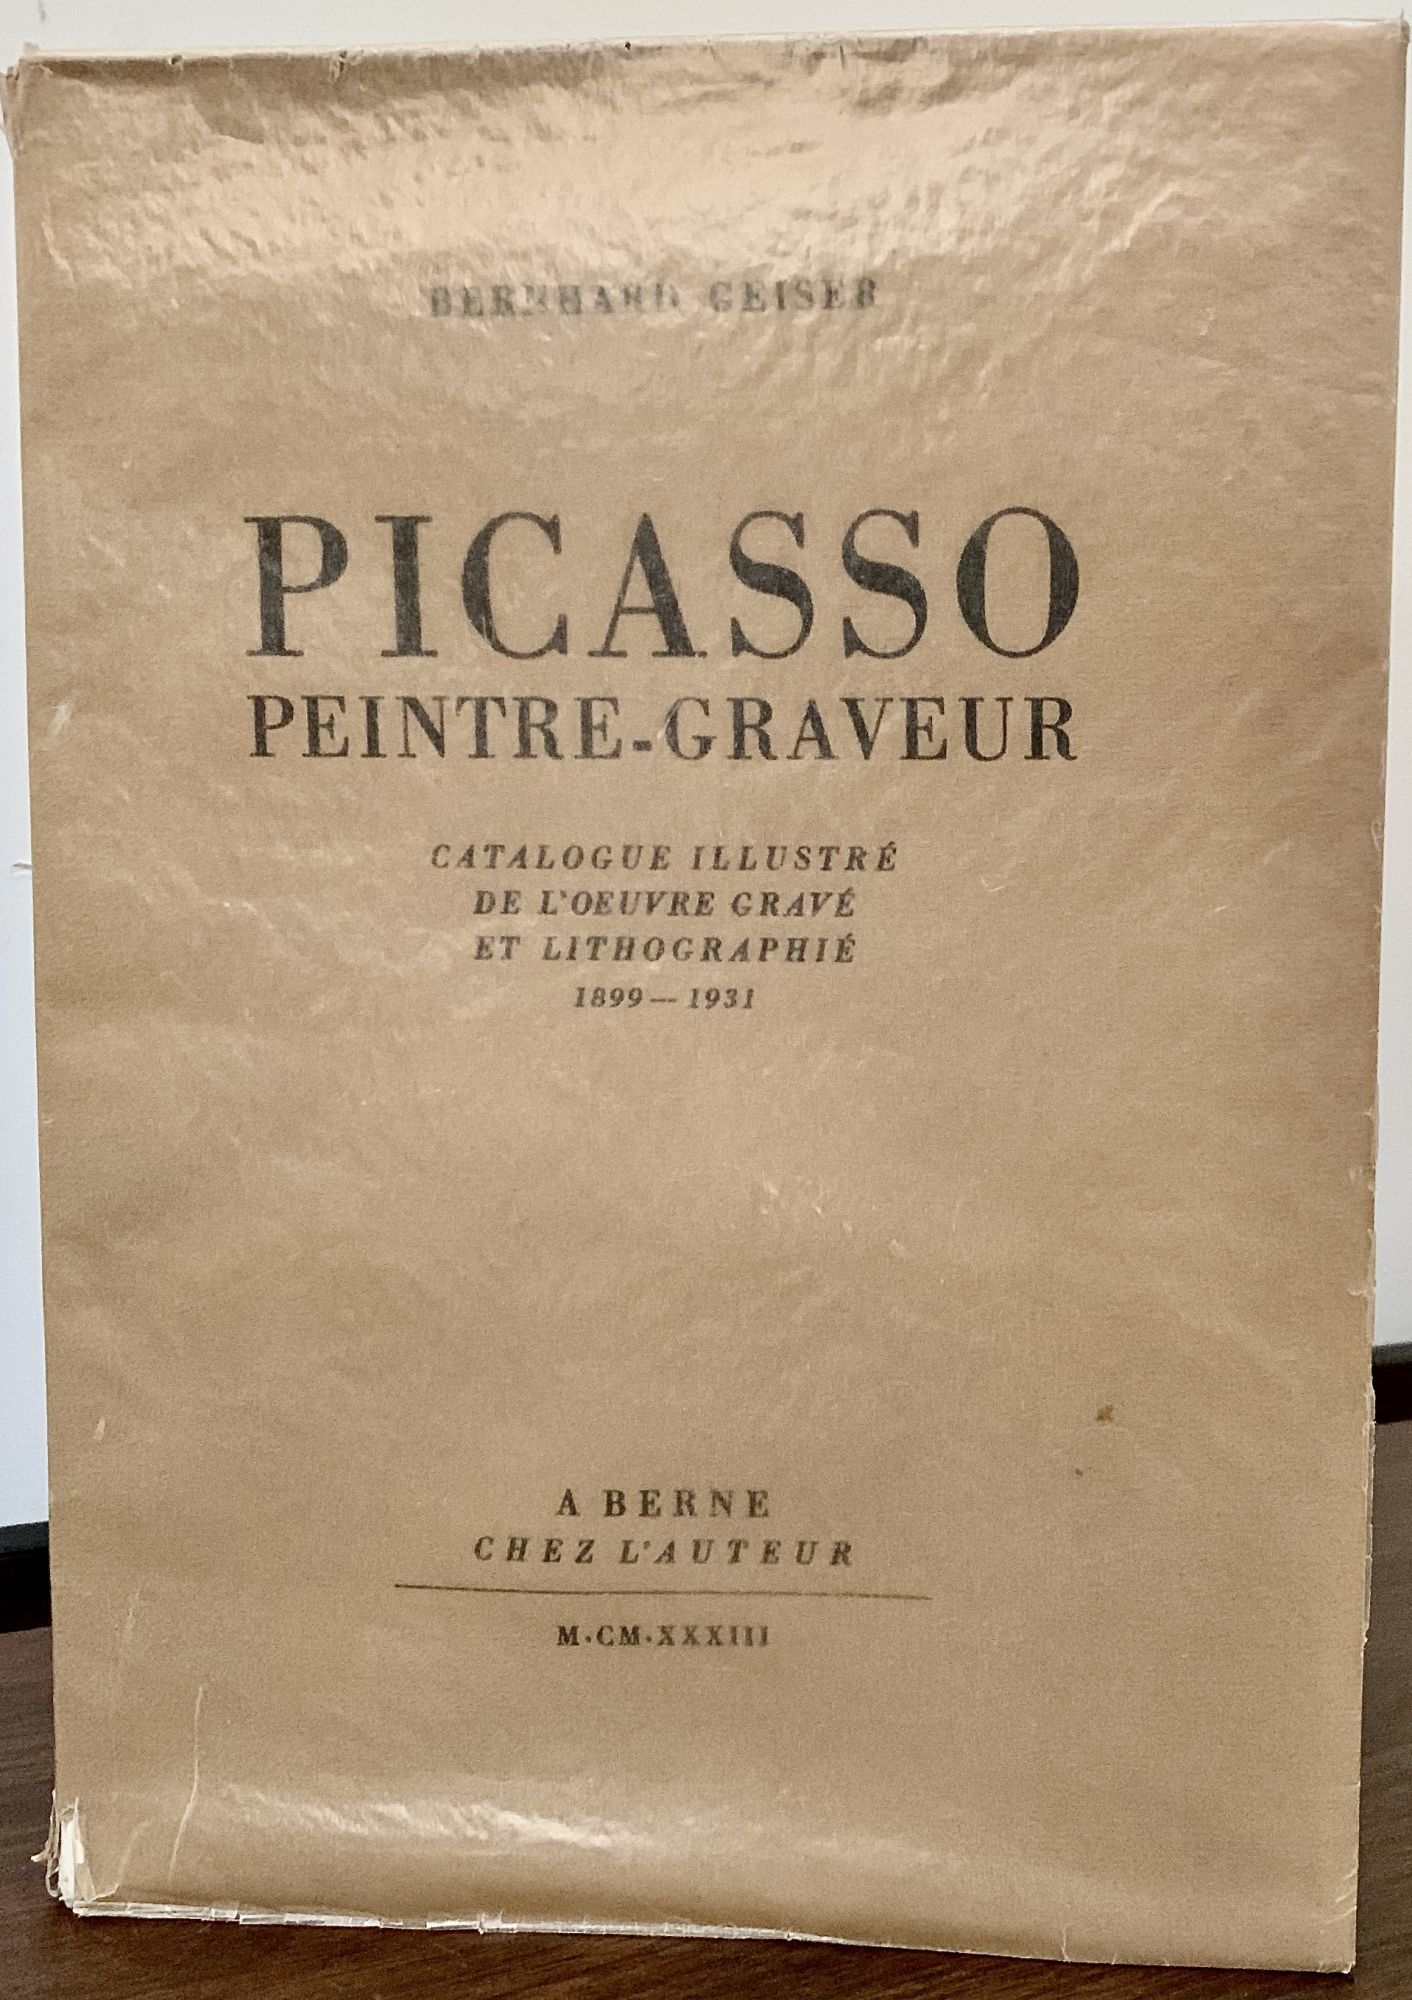 BERNHARD GEISER
PICASSO
PEINTRE-GRAVEUR
CATALOGUE ILLUSTRÉ
DE L'OEUVRE GRAVÉ
ET LITHOGRAPHIÉ
1899—1931
A BERNE
CHEZ L'AUTEUR
M·CM·XXXIII